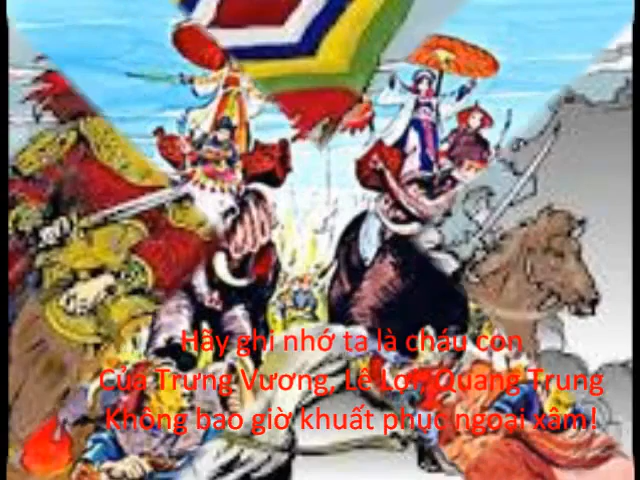 Hãy ghi nhớ ta là cháu con
Của Trưng Vương, Lê Lợi, Quang Trung
Không bao giờ khuất phục ngoại xâm!